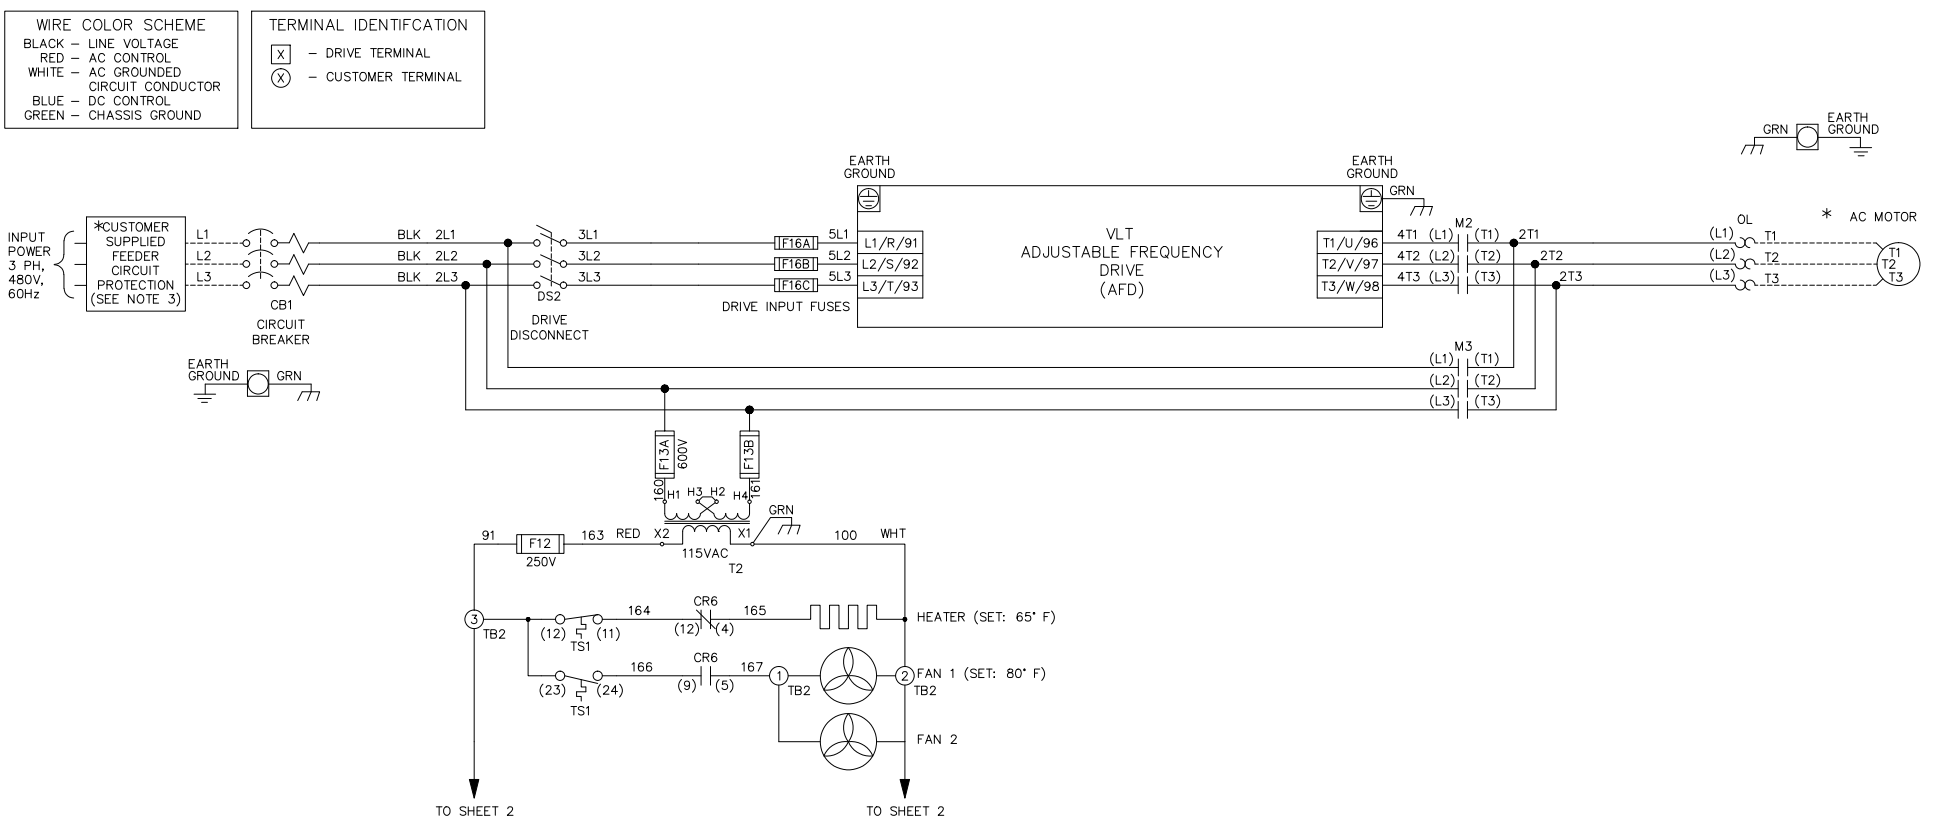 WIRE COLOR SCHEME
BLACK – LINE VOLTAGE
RED – AC CONTROL
WHITE – AC GROUNDED
CIRCUIT CONDUCTOR
BLUE – DC CONTROL
GREEN – CHASSIS GROUND
TERMINAL IDENTIFCATION
X – DRIVE TERMINAL
X – CUSTOMER TERMINAL
INPUT
POWER
3 PH,
480V,
60Hz
*CUSTOMER
SUPPLIED
FEEDER
CIRCUIT
PROTECTION
(SEE NOTE 3)
L1
L2
L3
CB1
CIRCUIT
BREAKER
EARTH
GROUND
GRN
BLK 2L1
BLK 2L2
BLK 2L3
DS2
DRIVE
DISCONNECT
3L1
3L2
3L3
F16A
F16B
F16C
DRIVE INPUT FUSES
5L1
5L2
5L3
EARTH
GROUND
L1/R/91
L2/S/92
L3/T/93
VLT
ADJUSTABLE FREQUENCY
DRIVE
(AFD)
EARTH
GROUND
GRN
T1/U/96
T2/V/97
T3/W/98
M2
4T1 (L1) (T1) 2T1
4T2 (L2) (T2) 2T2
4T3 (L3) (T3) 2T3
M3
(L1) (T1)
(L2) (T2)
(L3) (T3)
GRN
EARTH
GROUND
OL
(L1) T1
(L2) T2
(L3) T3
* AC MOTOR
T1
T2
T3
F13A
600V
F13B
160
161
H1 H3 H2 H4
GRN
X2 X1
115VAC
T2
91
F12
250V
163 RED
100 WHT
3
TB2
(12) (11)
TS1
164
CR6
(12) (4)
165
HEATER (SET: 65° F)
(23) (24)
TS1
166
CR6
(9) (5)
167
1
TB2
2
TB2
FAN 1 (SET: 80° F)
FAN 2
TO SHEET 2
TO SHEET 2